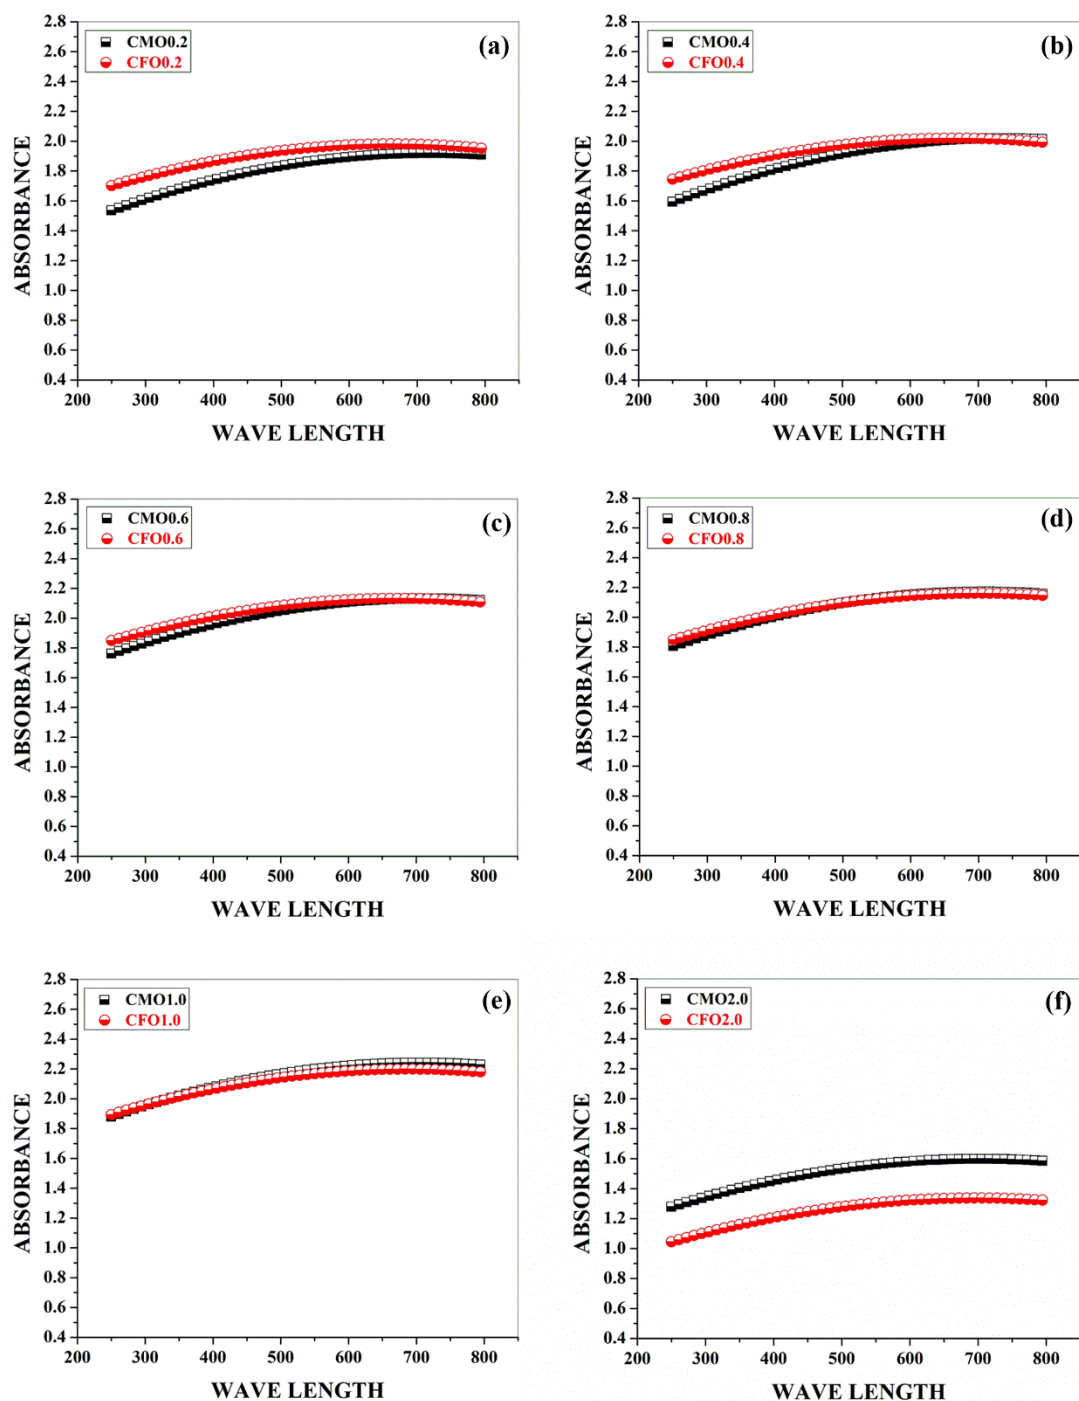 CMO0.2
CFO0.2
(a)
2.8
2.6
2.4
2.2
2.0
1.8
1.6
1.4
1.2
1.0
0.8
0.6
0.4
ABSORBANCE
200 300 400 500 600 700 800
WAVE LENGTH
CMO0.4
CFO0.4
(b)
2.8
2.6
2.4
2.2
2.0
1.8
1.6
1.4
1.2
1.0
0.8
0.6
0.4
ABSORBANCE
200 300 400 500 600 700 800
WAVE LENGTH
CMO0.6
CFO0.6
(c)
2.8
2.6
2.4
2.2
2.0
1.8
1.6
1.4
1.2
1.0
0.8
0.6
0.4
ABSORBANCE
200 300 400 500 600 700 800
WAVE LENGTH
CMO0.8
CFO0.8
(d)
2.8
2.6
2.4
2.2
2.0
1.8
1.6
1.4
1.2
1.0
0.8
0.6
0.4
ABSORBANCE
200 300 400 500 600 700 800
WAVE LENGTH
CMO1.0
CFO1.0
(e)
2.8
2.6
2.4
2.2
2.0
1.8
1.6
1.4
1.2
1.0
0.8
0.6
0.4
ABSORBANCE
200 300 400 500 600 700 800
WAVE LENGTH
CMO2.0
CFO2.0
(f)
2.8
2.6
2.4
2.2
2.0
1.8
1.6
1.4
1.2
1.0
0.8
0.6
0.4
ABSORBANCE
200 300 400 500 600 700 800
WAVE LENGTH